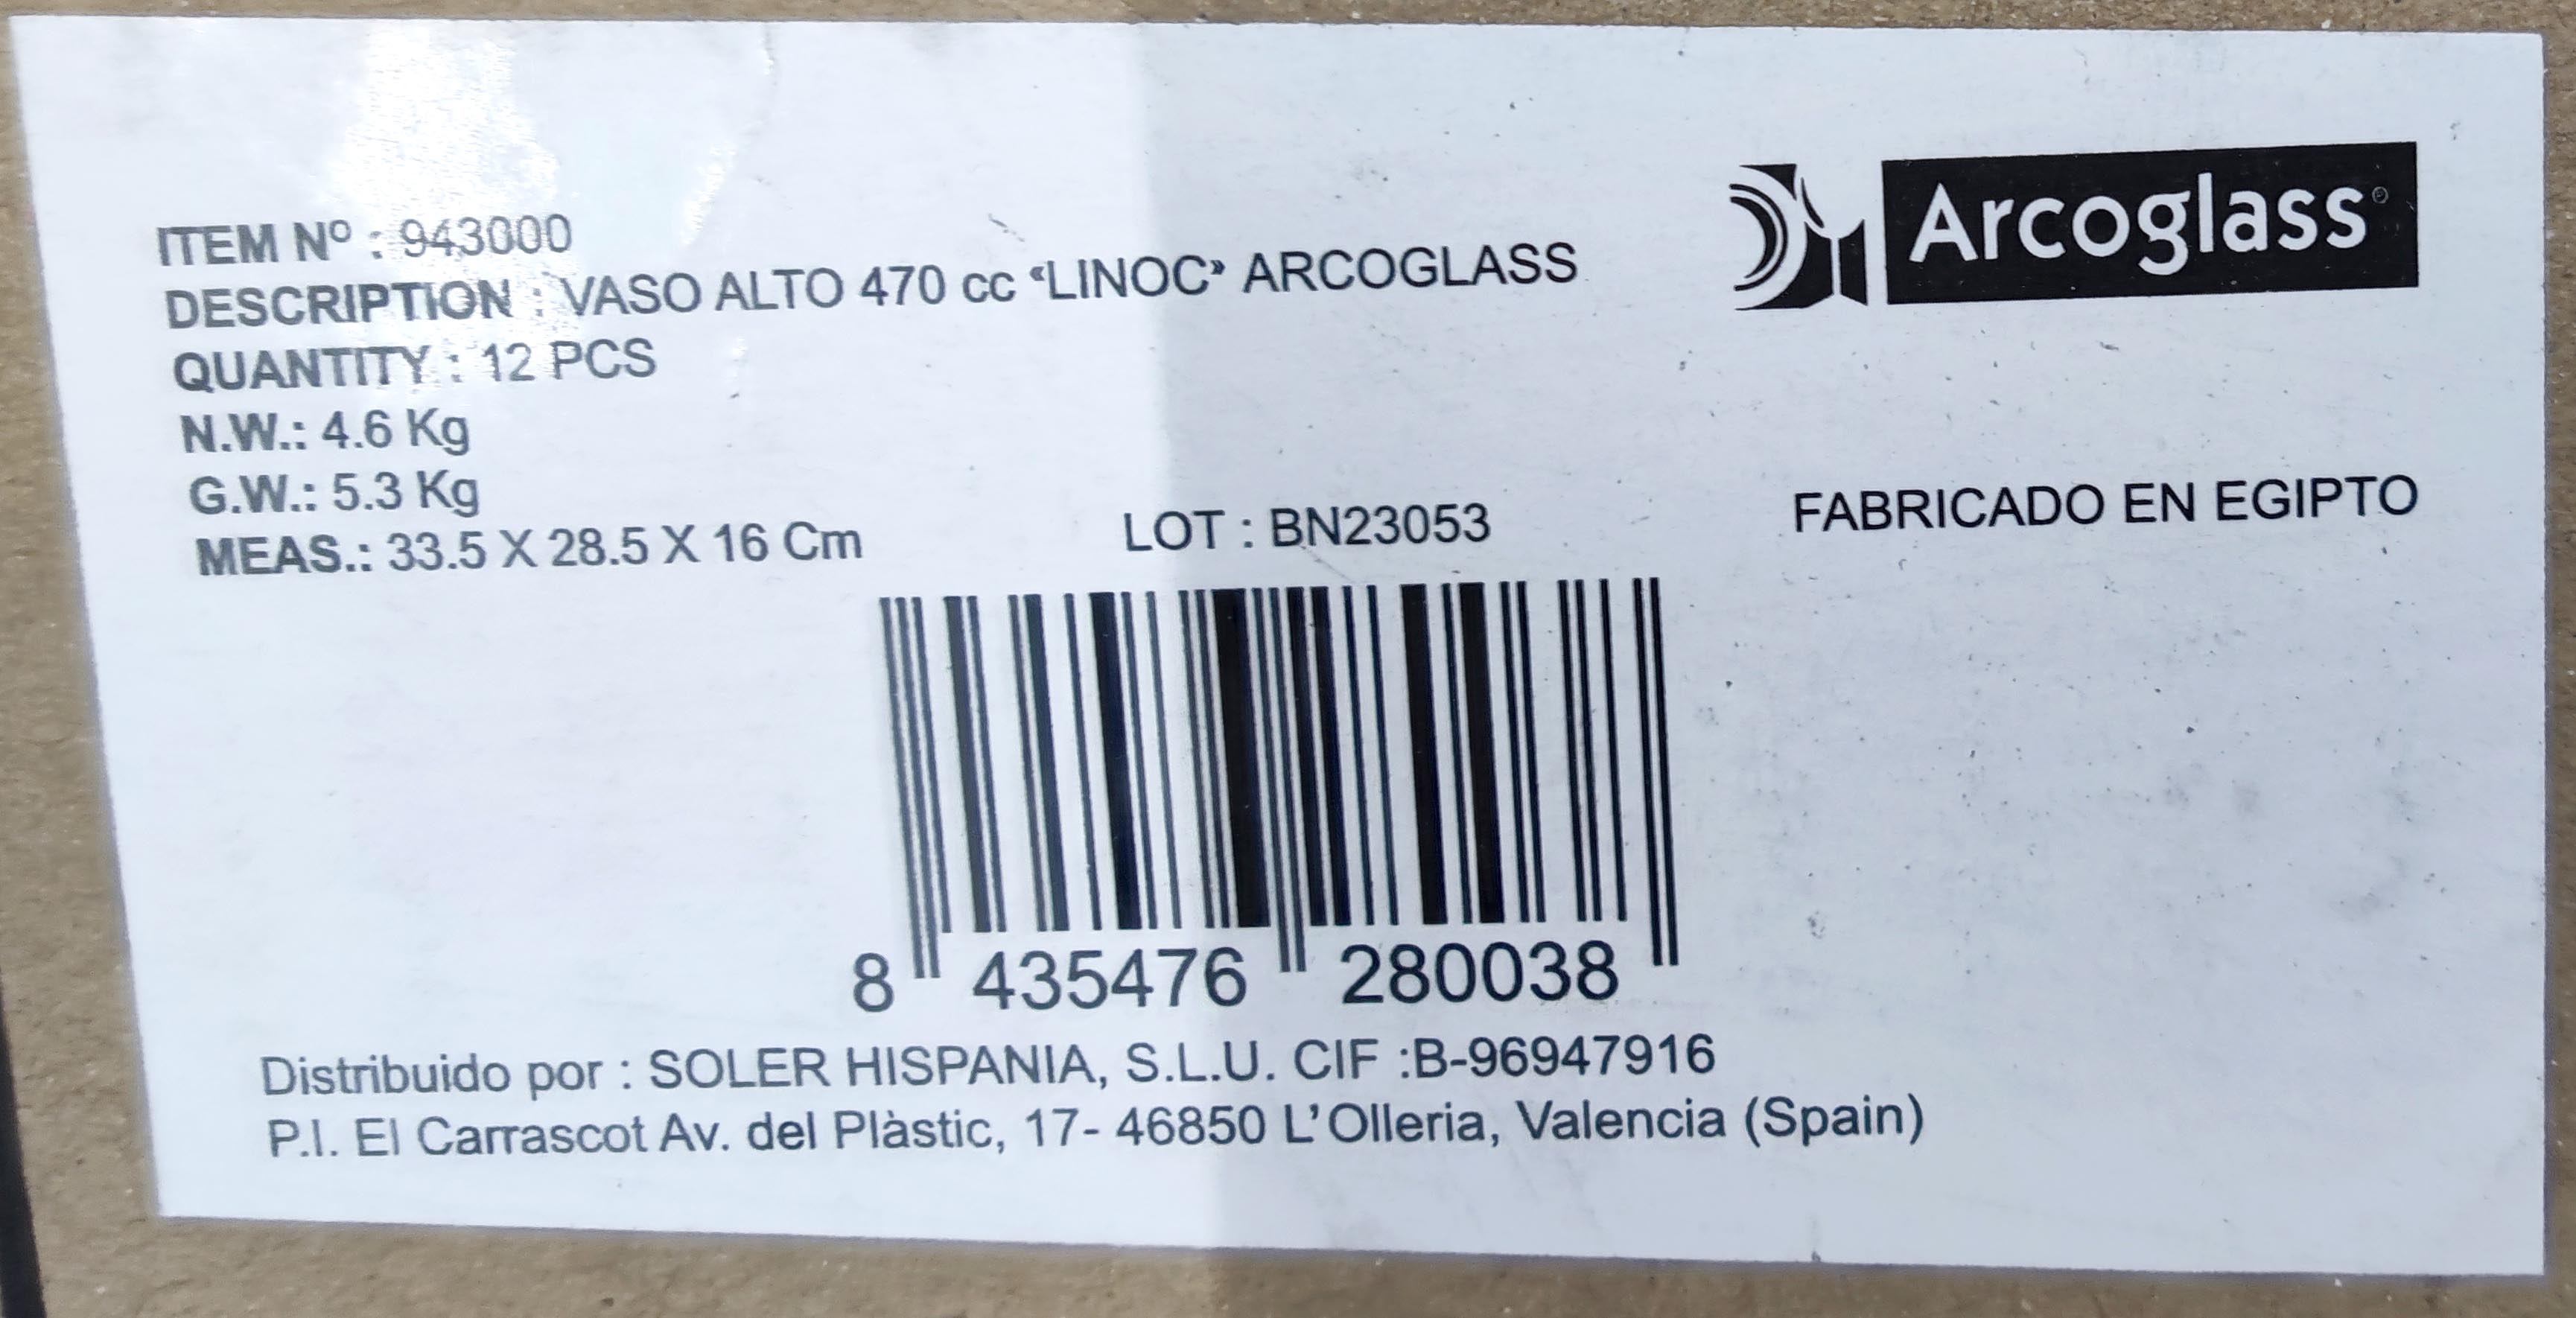 Arcoglass®
ITEM Nº : 943000
DESCRIPTION : VASO ALTO 470 cc “LINOC” ARCOGLASS
QUANTITY : 12 PCS
N.W.: 4.6 Kg
G.W.: 5.3 Kg
MEAS.: 33.5 X 28.5 X 16 Cm
LOT : BN23053
FABRICADO EN EGIPTO
8 435476 280038
Distribuido por : SOLER HISPANIA, S.L.U. CIF :B-96947916
P.I. El Carrascot Av. del Plàstic, 17- 46850 L’Olleria, Valencia (Spain)